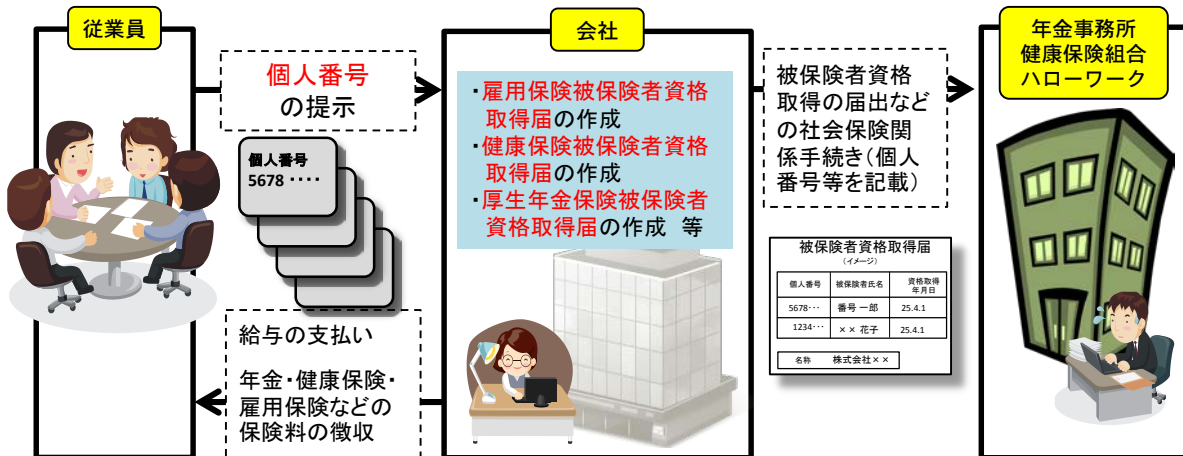 従業員
個人番号
の提示
個人番号
5678 ‥‥
給与の支払い
年金・健康保険・
雇用保険などの
保険料の徴収
会社
・雇用保険被保険者資格
取得届の作成
・健康保険被保険者資格
取得届の作成
・厚生年金保険被保険者
資格取得届の作成 等
被保険者資格
取得の届出など
の社会保険関
係手続き(個人
番号等を記載)
被保険者資格取得届
(イメージ)
個人番号 被保険者氏名 資格取得
年月日
5678‥‥ 番号 一郎 25.4.1
1234‥‥ ×× 花子 25.4.1
名称 株式会社××
年金事務所
健康保険組合
ハローワーク